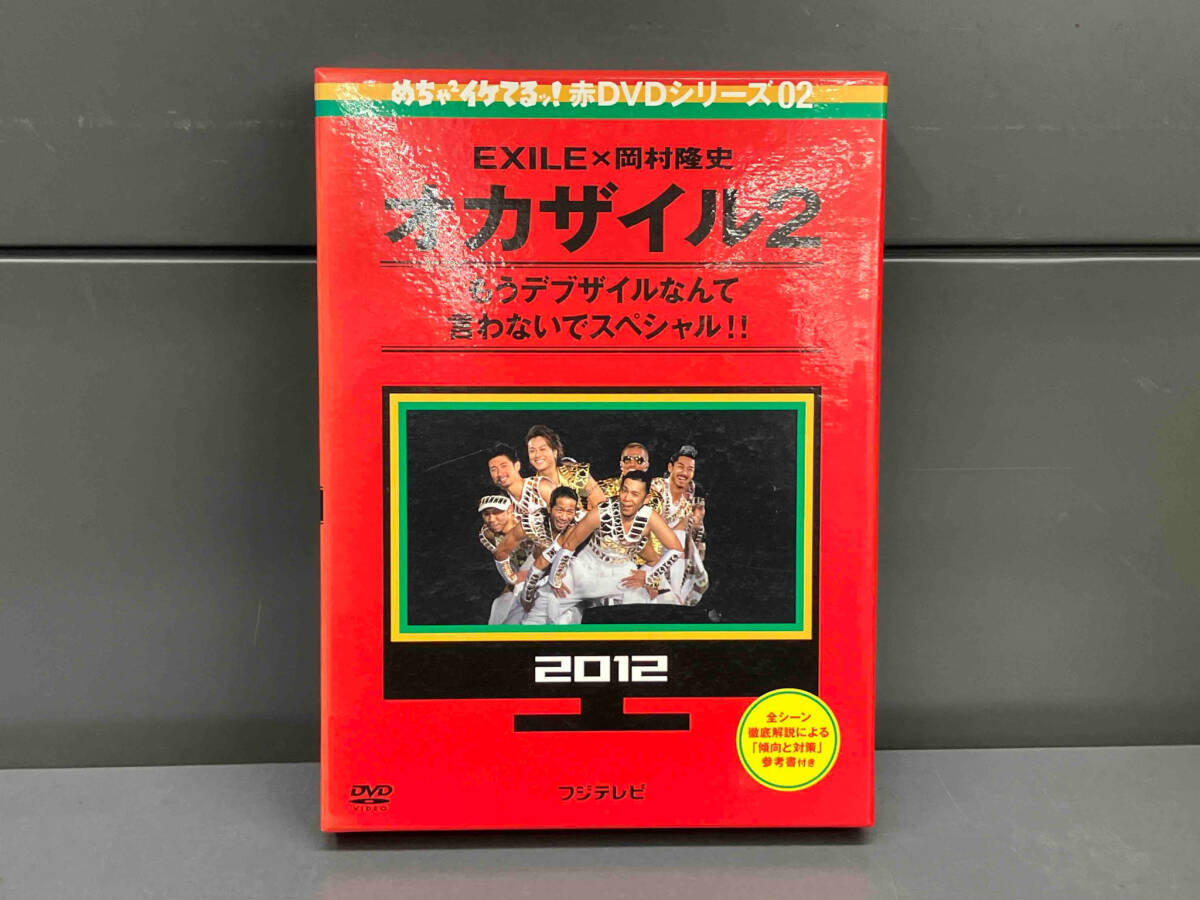 めちゃ²イケてるッ! 赤DVDシリーズ02
EXILE×岡村隆史
オカザイル2
もうデブザイルなんて
言わないでスペシャル!!
2012
全シーン
徹底解説による
「傾向と対策」
参考書付き
DVD
VIDEO
フジテレビ